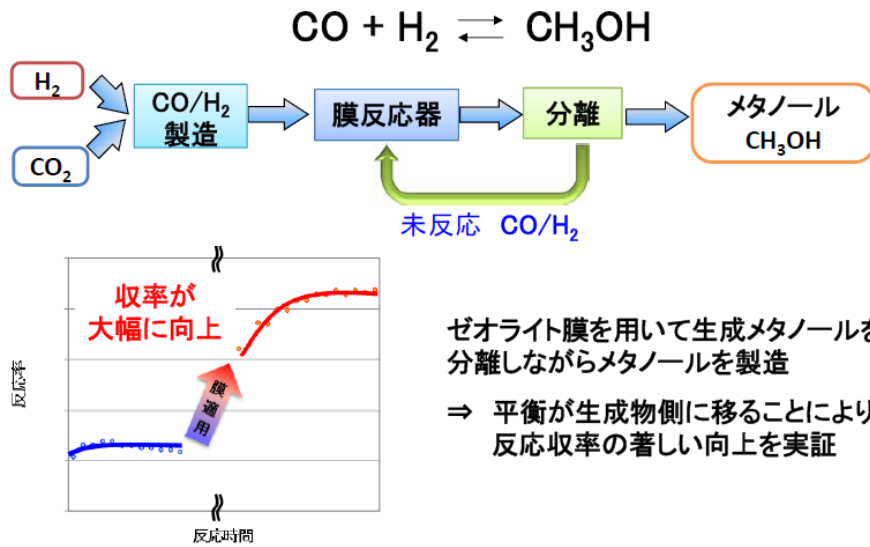 CO + H₂ ⇄ CH₃OH
H₂
CO₂
CO/H₂
製造
膜反応器
分離
メタノール
CH₃OH
未反応 CO/H₂
収率が
大幅に向上
膜適用
反応率
反応時間
ゼオライト膜を用いて生成メタノールを
分離しながらメタノールを製造
⇒ 平衡が生成物側に移ることにより
反応収率の著しい向上を実証